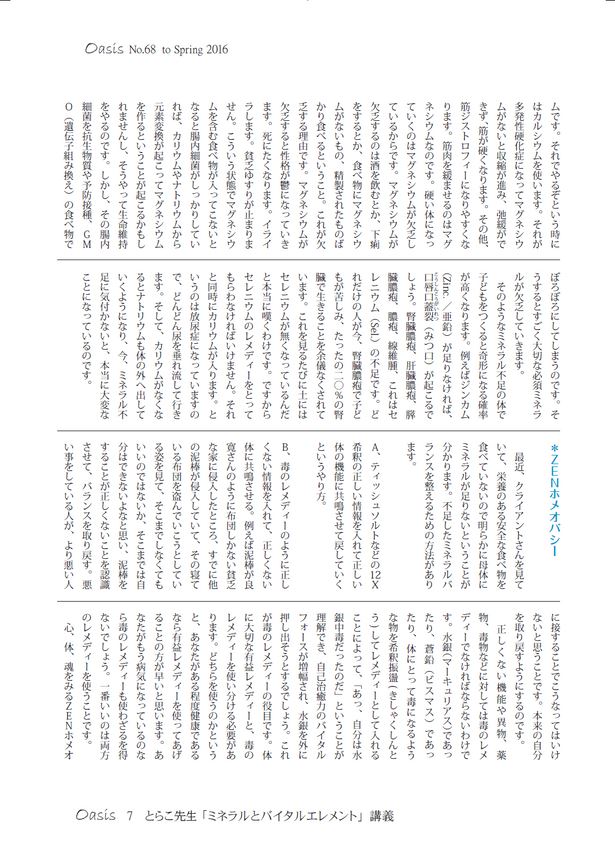 Oasis No.68 to Spring 2016
ムです。それでやるぞという時に
はカルシウムを使います。それが
多発性硬化症になってマグネシウ
ムがないと収縮が進み、弛緩がで
きず、筋が硬くなります。その他、
筋ジストロフィーになりやすくな
ります。筋肉を緩ませるのはマグ
ネシウムなのです。硬い体になっ
ていくのはマグネシウムが欠乏し
ているからです。マグネシウムが
欠乏するのは酒を飲むとか、下痢
をするとか、食べ物にマグネシウ
ムがないもの、精製されたものば
かり食べるということ。これが欠
乏する理由です。マグネシウムが
欠乏すると性格が鬱になっていき
ます。死にたくなります。イライ
ラします。貧乏ゆすりが止まりま
せん。こういう状態でマグネシウ
ムを含む食べ物が入ってこないと
なると腸内細菌がしっかりしてい
れば、カリウムやナトリウムから
元素変換が起こってマグネシウム
を作るということが起こるかもし
れませんし、そうやって生命維持
をやるのです。しかし、その腸内
細菌を抗生物質や予防接種、GM
O（遺伝子組み換え）の食べ物で
ぼろぼろにしてしまうのです。そ
うするとすごく大切な必須ミネラ
ルが欠乏していきます。
そのようなミネラル不足の体で
子どもをつくると奇形になる確率
が高くなります。例えばジンカム
（Zinc.／亜鉛）が足りなければ、
口唇口蓋裂（みつ口）が起こるで
しょう。腎臓嚢胞、肝臓嚢胞、膵
臓嚢胞、膿嚢、線維腫、これはセ
レニウム（Sel.）の不足です。ど
れだけの人が今、腎臓嚢胞で子ど
もが苦しみ、たったの二〇％の腎
臓で生きることを余儀なくされて
います。これを見るたびに土には
セレニウムが無くなっているんだ
と本当に嘆くわけです。ですから
セレニウムのレメディーをとって
もらわなければいけません。それ
と同時にカリウムが入ります。と
いうのは放尿症になっていますの
で、どんどん尿を垂れ流して行き
ます。そして、カリウムがなくな
るとナトリウムも体の外へ出して
いくようになり、今、ミネラル不
足に気付かないと、本当に大変な
ことになっているのです。
＊ZENホメオパシー
最近、クライアントさんを見て
いて、栄養のある安全な食べ物を
食べていないので明らかに母体に
ミネラルが足りないということが
分かります。不足したミネラルバ
ランスを整えるための方法があり
ます。
A、ティッシュソルトなどの12X
希釈の正しい情報を入れて正しい
体の機能に共鳴させて戻していく
というやり方。
B、毒のレメディーのように正し
くない情報を入れて、正しくない
体に共鳴させる。例えば泥棒が良
寛さんのように布団しかない貧乏
な家に侵入したところ、すでに他
の泥棒が侵入していて、その寝て
いる布団を盗んでいこうとしてい
る姿を見て、そこまでしなくても
いいのではないか、そこまでは自
分はできないよなと思い、泥棒を
することが正しくないことを認識
させて、バランスを取り戻す。悪
い事をしている人が、より悪い人
に接することでこうなってはいけ
ないと思うことです。本来の自分
を取り戻すようにするのです。
正しくない機能や異物、薬
物、毒物などに対しては毒のレメ
ディーでなければならないわけで
す。水銀（マーキュリアス）であっ
たり、蒼鉛（ビスマス）であっ
たり、体にとって毒になるよう
な物を希釈振盪（きしゃくしんと
う）してレメディーとして入れる
ことによって、「あっ、自分は水
銀中毒だったのだ」ということが
理解でき、自己治癒力のバイタル
フォースが増幅され、水銀を外に
押し出そうとするでしょう。これ
が毒のレメディーの役目です。体
に大切な有益レメディーと、毒の
レメディーを使い分ける必要があ
ります。どちらを使うのかという
と、あなたがある程度健康である
なら有益レメディーを使ってあげ
ることの方が早いと思います。あ
なたがもう病気になっているのな
ら毒のレメディーも使わざるを得
ないでしょう。一番いいのは両方
のレメディーを使うことです。
心、体、魂をみるZENホメオ
Oasis 7 とらこ先生「ミネラルとバイタルエレメント」講義